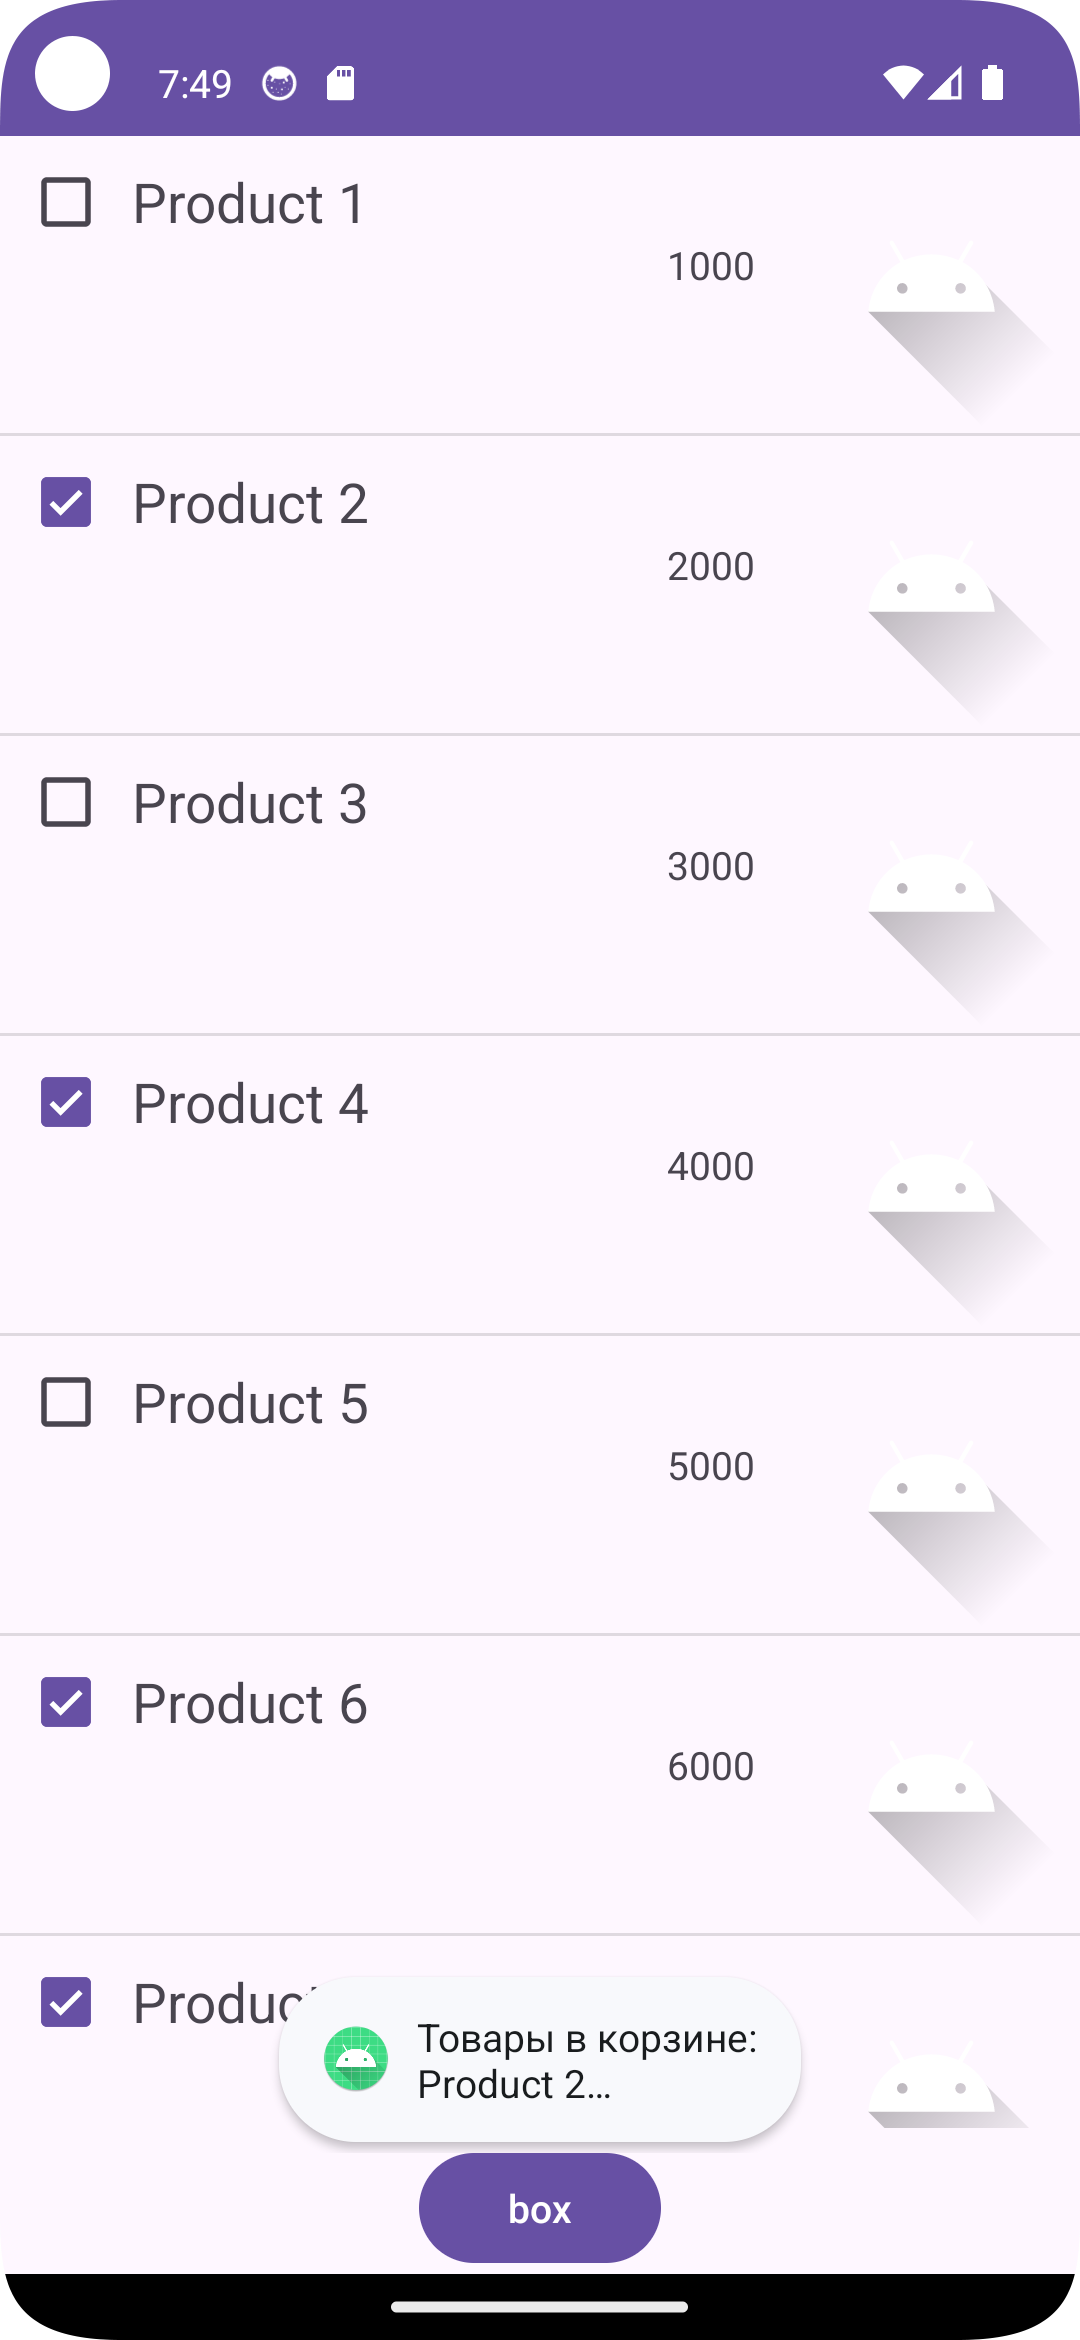 7:49
Product 1
1000
Product 2
2000
Product 3
3000
Product 4
4000
Product 5
5000
Product 6
6000
Produc
Товары в корзине:
Product 2...
box